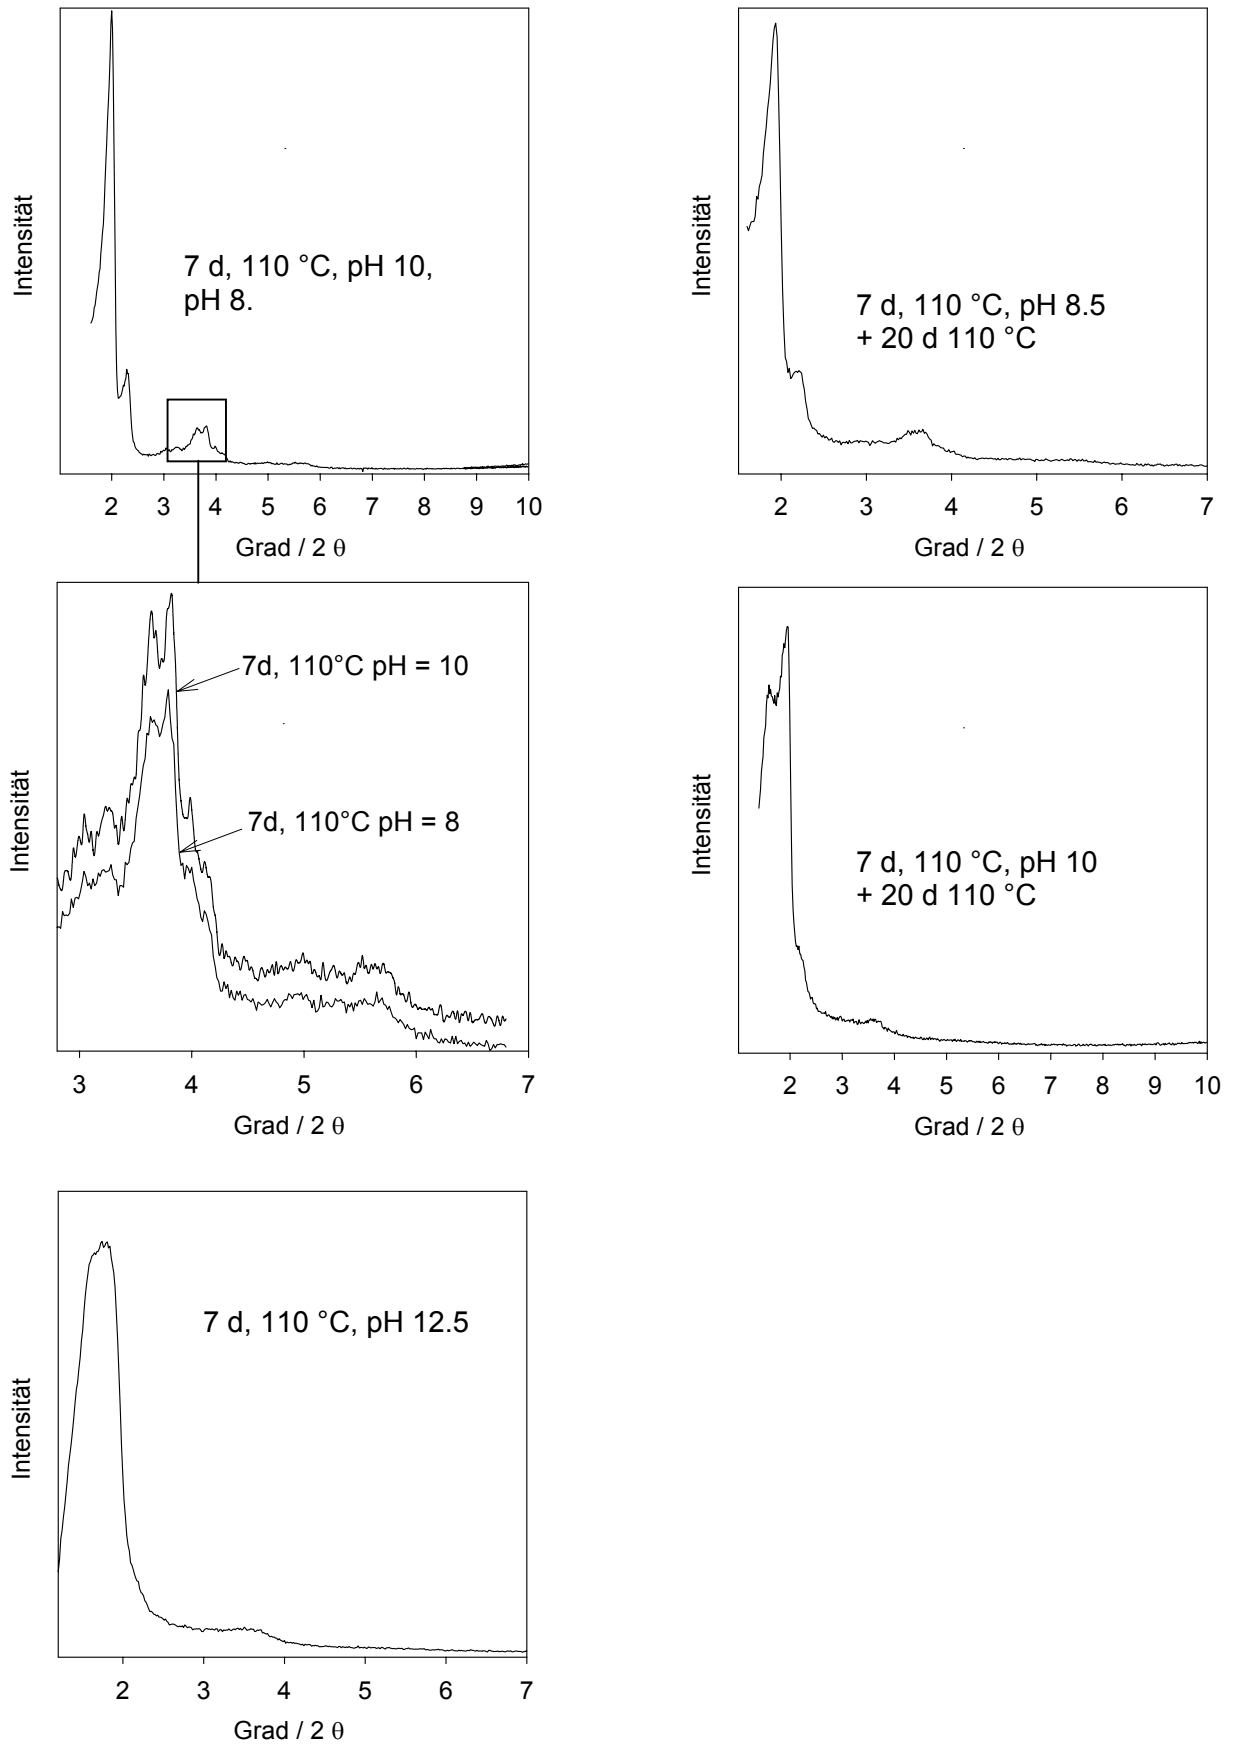 Intensität
7 d, 110 °C, pH 10,
pH 8.
2 3 4 5 6 7 8 9 10
Grad / 2 θ
Intensität
7 d, 110 °C, pH 8.5
+ 20 d 110 °C
2 3 4 5 6 7
Grad / 2 θ
Intensität
7d, 110°C pH = 10
7d, 110°C pH = 8
3 4 5 6 7
Grad / 2 θ
Intensität
7 d, 110 °C, pH 10
+ 20 d 110 °C
2 3 4 5 6 7 8 9 10
Grad / 2 θ
Intensität
7 d, 110 °C, pH 12.5
2 3 4 5 6 7
Grad / 2 θ